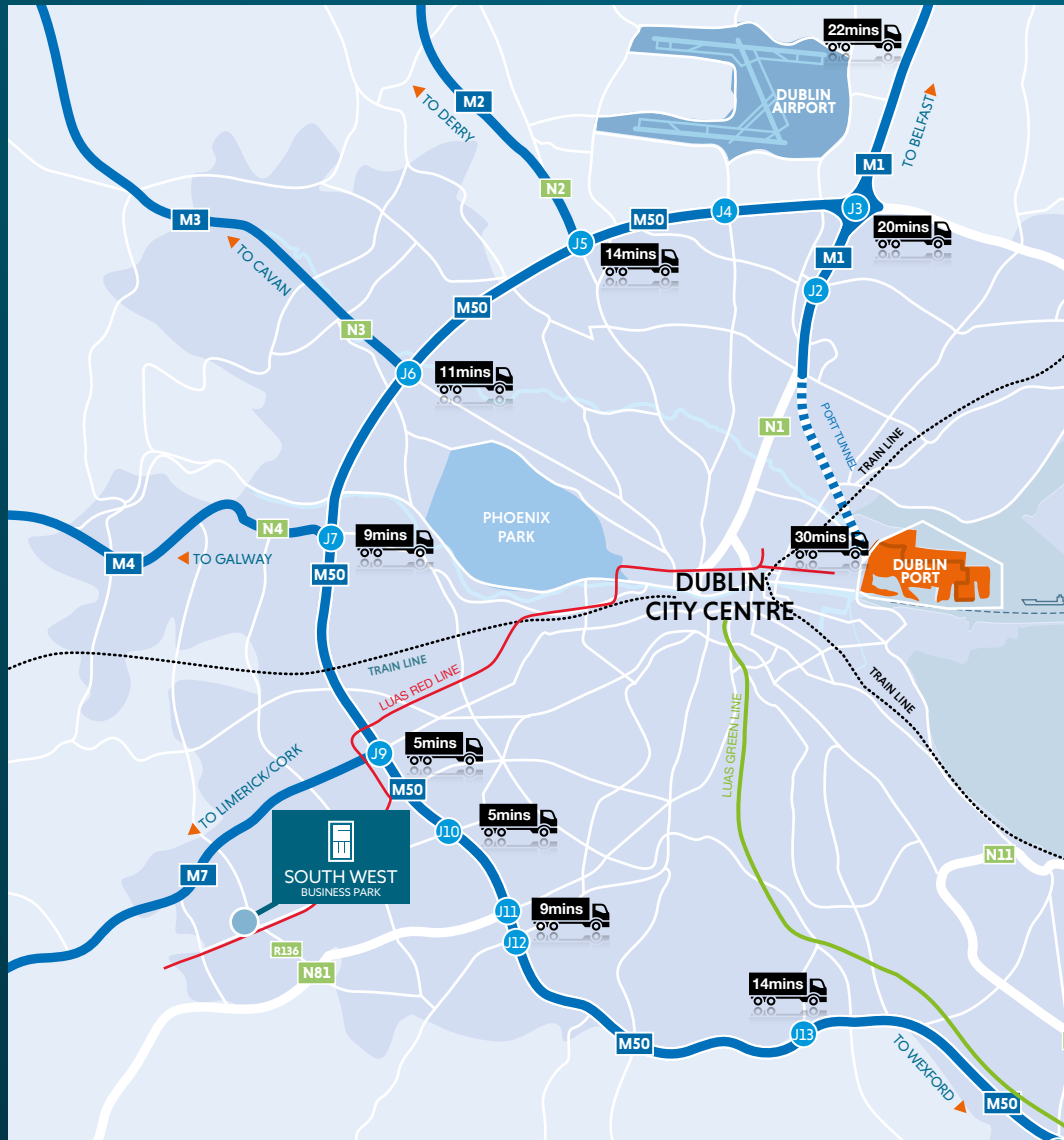 22mins
DUBLIN
AIRPORT
M2
TO DERRY
TO BELFAST
M1
N2
M3
M50
J4
J3
20mins
J5
14mins
TO CAVAN
M1
J2
M50
N3
J6
11mins
PORT TUNNEL
N1
TRAIN LINE
PHOENIX
PARK
N4
J7
9mins
30mins
M4
TO GALWAY
M50
DUBLIN
PORT
DUBLIN
CITY CENTRE
TRAIN LINE
LUAS RED LINE
TRAIN LINE
LUAS GREEN LINE
J9
5mins
TO LIMERICK/CORK
M50
J10
5mins
N11
M7
SOUTH WEST
BUSINESS PARK
J11
9mins
J12
R136
N81
14mins
J13
M50
TO WEXFORD
M50